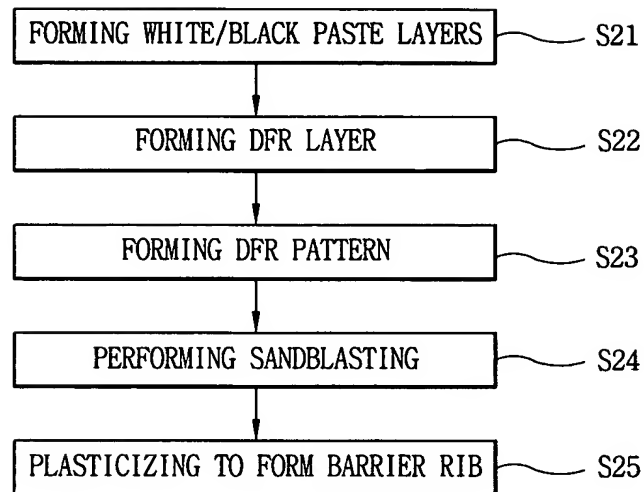 FORMING WHITE/BLACK PASTE LAYERS S21
FORMING DFR LAYER S22
FORMING DFR PATTERN S23
PERFORMING SANDBLASTING S24
PLASTICIZING TO FORM BARRIER RIB S25